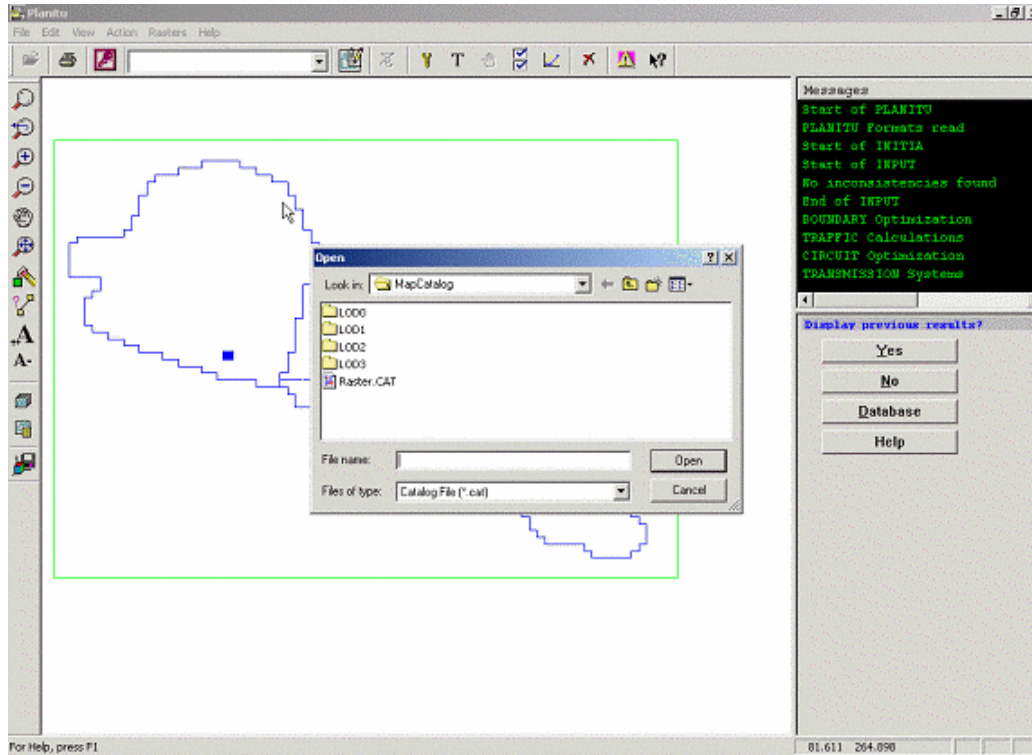 Planitu
File Edit View Action Rasters Help
T
A
A-
Messages
Start of PLANITU
PLANITU Formats read
Start of INITIA
Start of INPUT
No inconsistencies found
End of INPUT
BOUNDARY Optimization
TRAFFIC Calculations
CIRCUIT Optimization
TRANSMISSION Systems
Display previous results?
Yes
No
Database
Help
Open
Look in: MapCatalog
LOD0
LOD1
LOD2
LOD3
Raster.CAT
File name:
Open
Files of type: Catalog File (*.cat)
Cancel
For Help, press F1
81.611 264.898